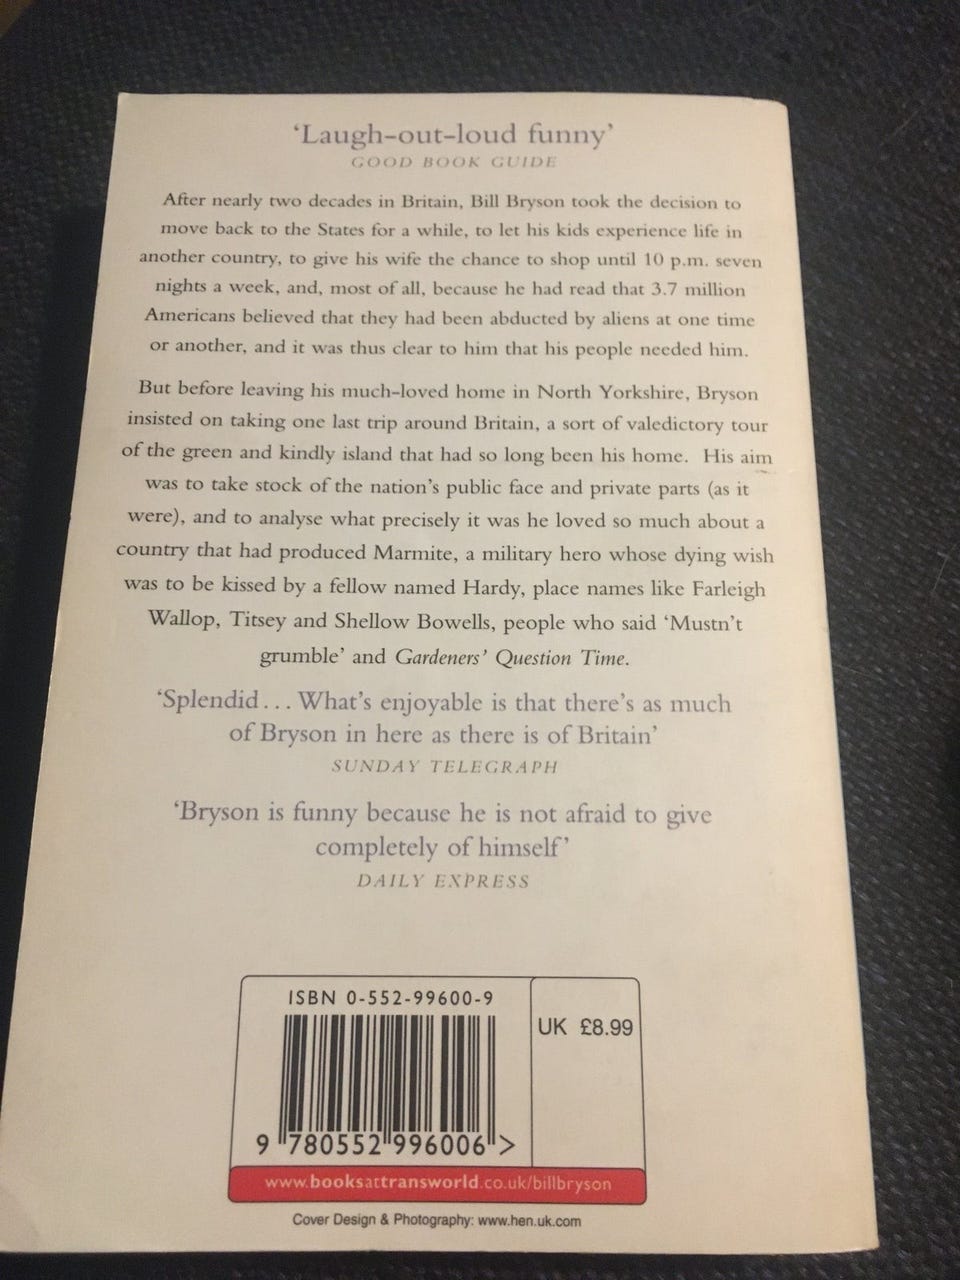 ‘Laugh-out-loud funny’
GOOD BOOK GUIDE
After nearly two decades in Britain, Bill Bryson took the decision to
move back to the States for a while, to let his kids experience life in
another country, to give his wife the chance to shop until 10 p.m. seven
nights a week, and, most of all, because he had read that 3.7 million
Americans believed that they had been abducted by aliens at one time
or another, and it was thus clear to him that his people needed him.
But before leaving his much-loved home in North Yorkshire, Bryson
insisted on taking one last trip around Britain, a sort of valedictory tour
of the green and kindly island that had so long been his home. His aim
was to take stock of the nation’s public face and private parts (as it
were), and to analyse what precisely it was he loved so much about a
country that had produced Marmite, a military hero whose dying wish
was to be kissed by a fellow named Hardy, place names like Farleigh
Wallop, Titsey and Shellow Bowells, people who said ‘Mustn’t
grumble’ and Gardeners’ Question Time.
‘Splendid... What’s enjoyable is that there’s as much
of Bryson in here as there is of Britain’
SUNDAY TELEGRAPH
‘Bryson is funny because he is not afraid to give
completely of himself’
DAILY EXPRESS
ISBN 0-552-99600-9
UK £8.99
9 780552 996006 >
www.booksattransworld.co.uk/billbryson
Cover Design & Photography: www.hen.uk.com